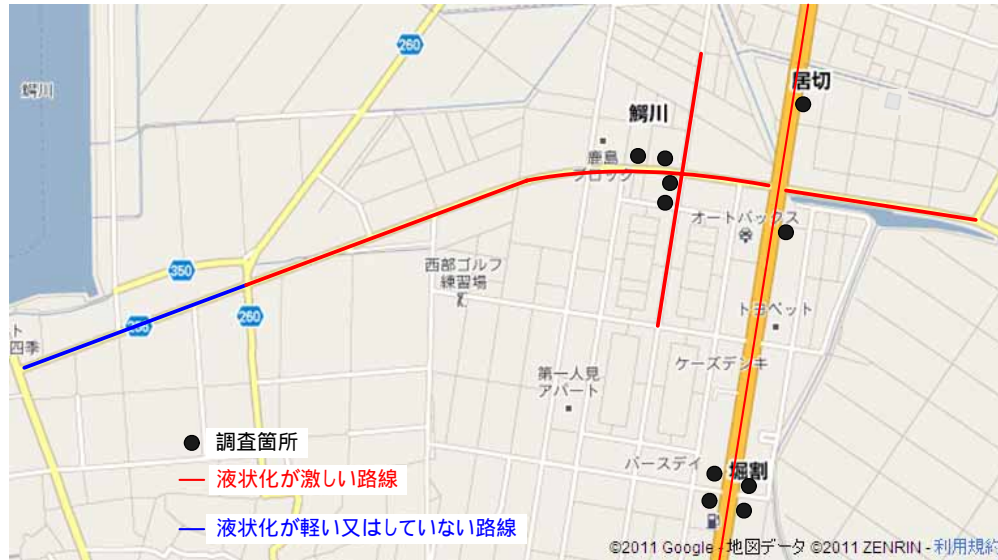 260
居切
鰐川
鰐川
鹿島
ブロック
オートバックス
350
西部ゴルフ
練習場
260
ト
四季
トヨペット
ケーズデンキ
第一人見
アパート
調査箇所
バースデイ
堀割
液状化が激しい路線
液状化が軽い又はしていない路線
©2011 Google - 地図データ ©2011 ZENRIN - 利用規約